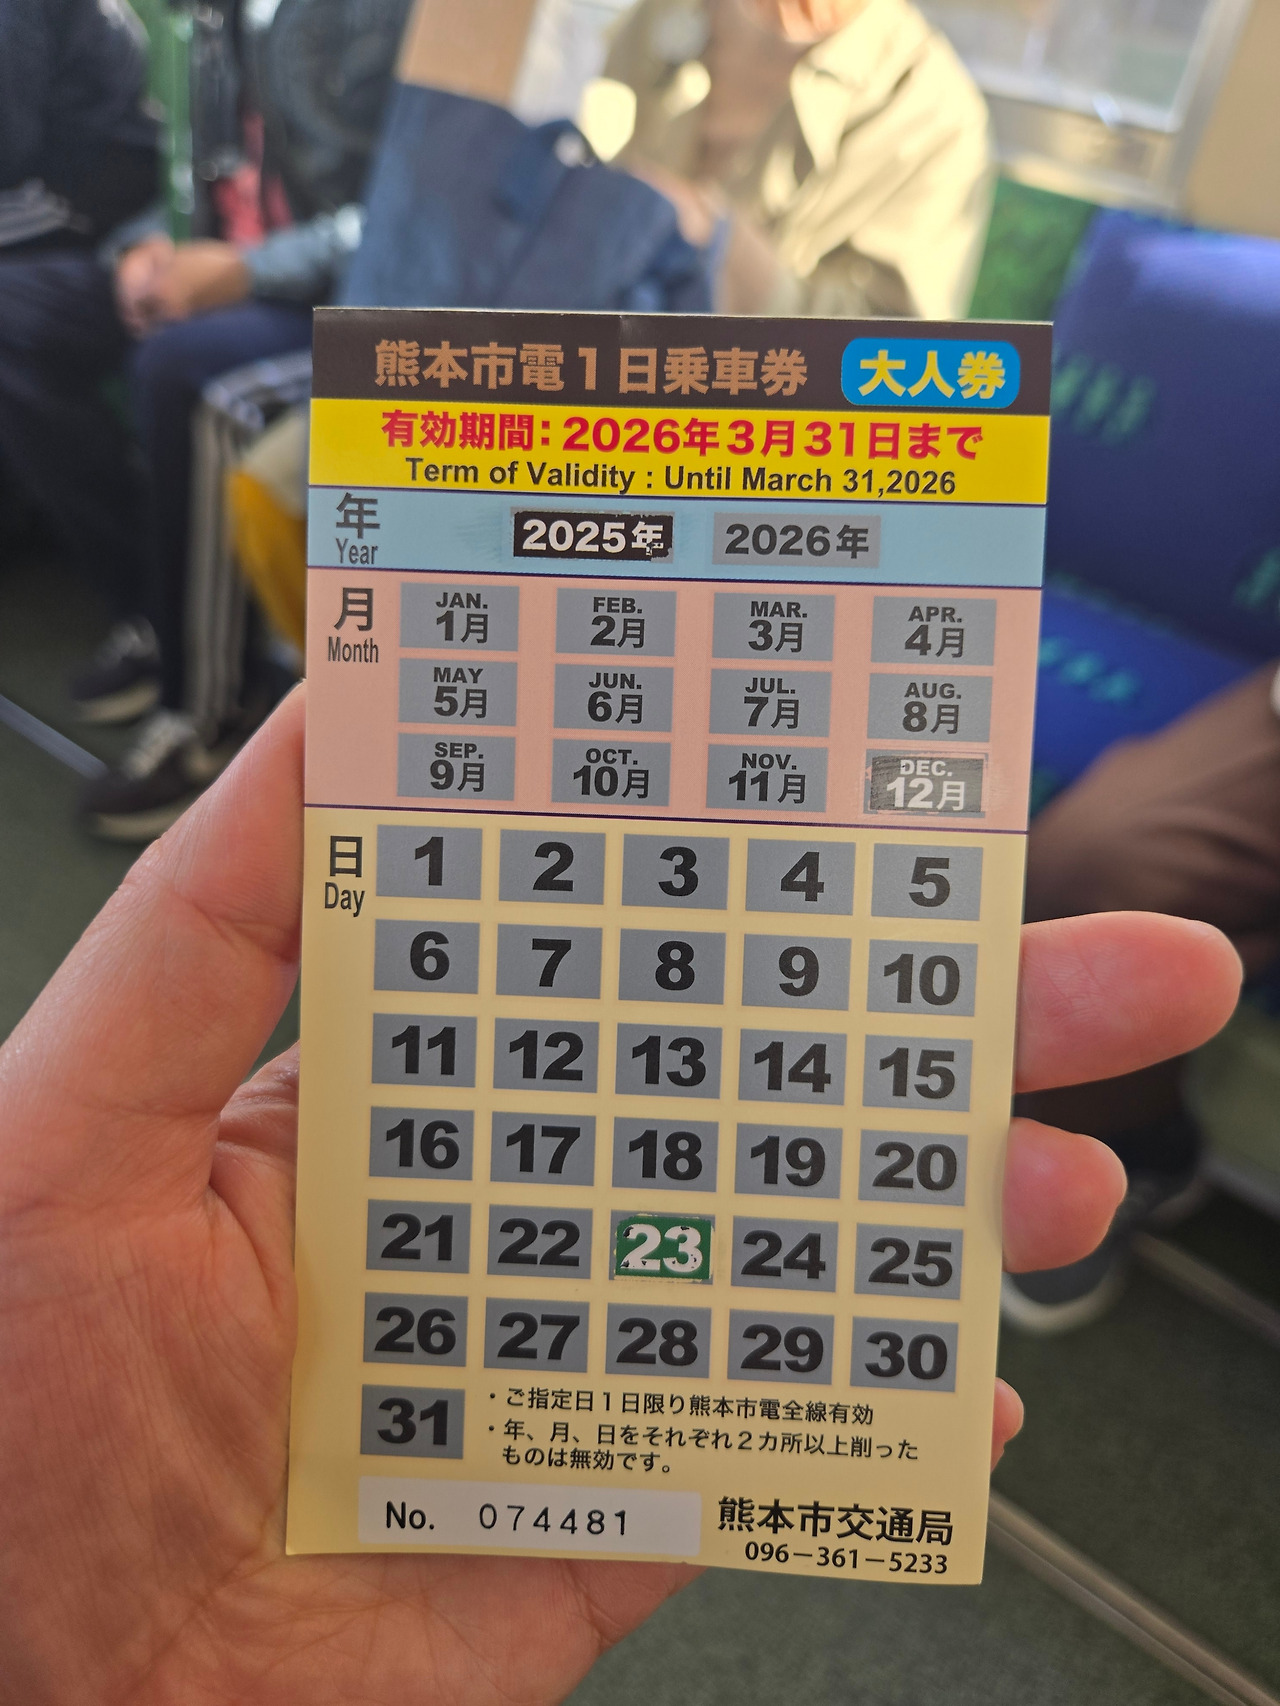 熊本市電1日乗車券 大人券
有効期間:2026年3月31日まで
Term of Validity : Until March 31,2026
年 2025年 2026年
Year
月 JAN. FEB. MAR. APR.
1月 2月 3月 4月
Month
MAY JUN. JUL. AUG.
5月 6月 7月 8月
SEP. OCT. NOV. DEC.
9月 10月 11月 12月
日 1 2 3 4 5
Day
6 7 8 9 10
11 12 13 14 15
16 17 18 19 20
21 22 23 24 25
26 27 28 29 30
31
・ご指定日1日限り熊本市電全線有効
・年、月、日をそれぞれ2カ所以上削った
ものは無効です。
No. 074481
熊本市交通局
096-361-5233